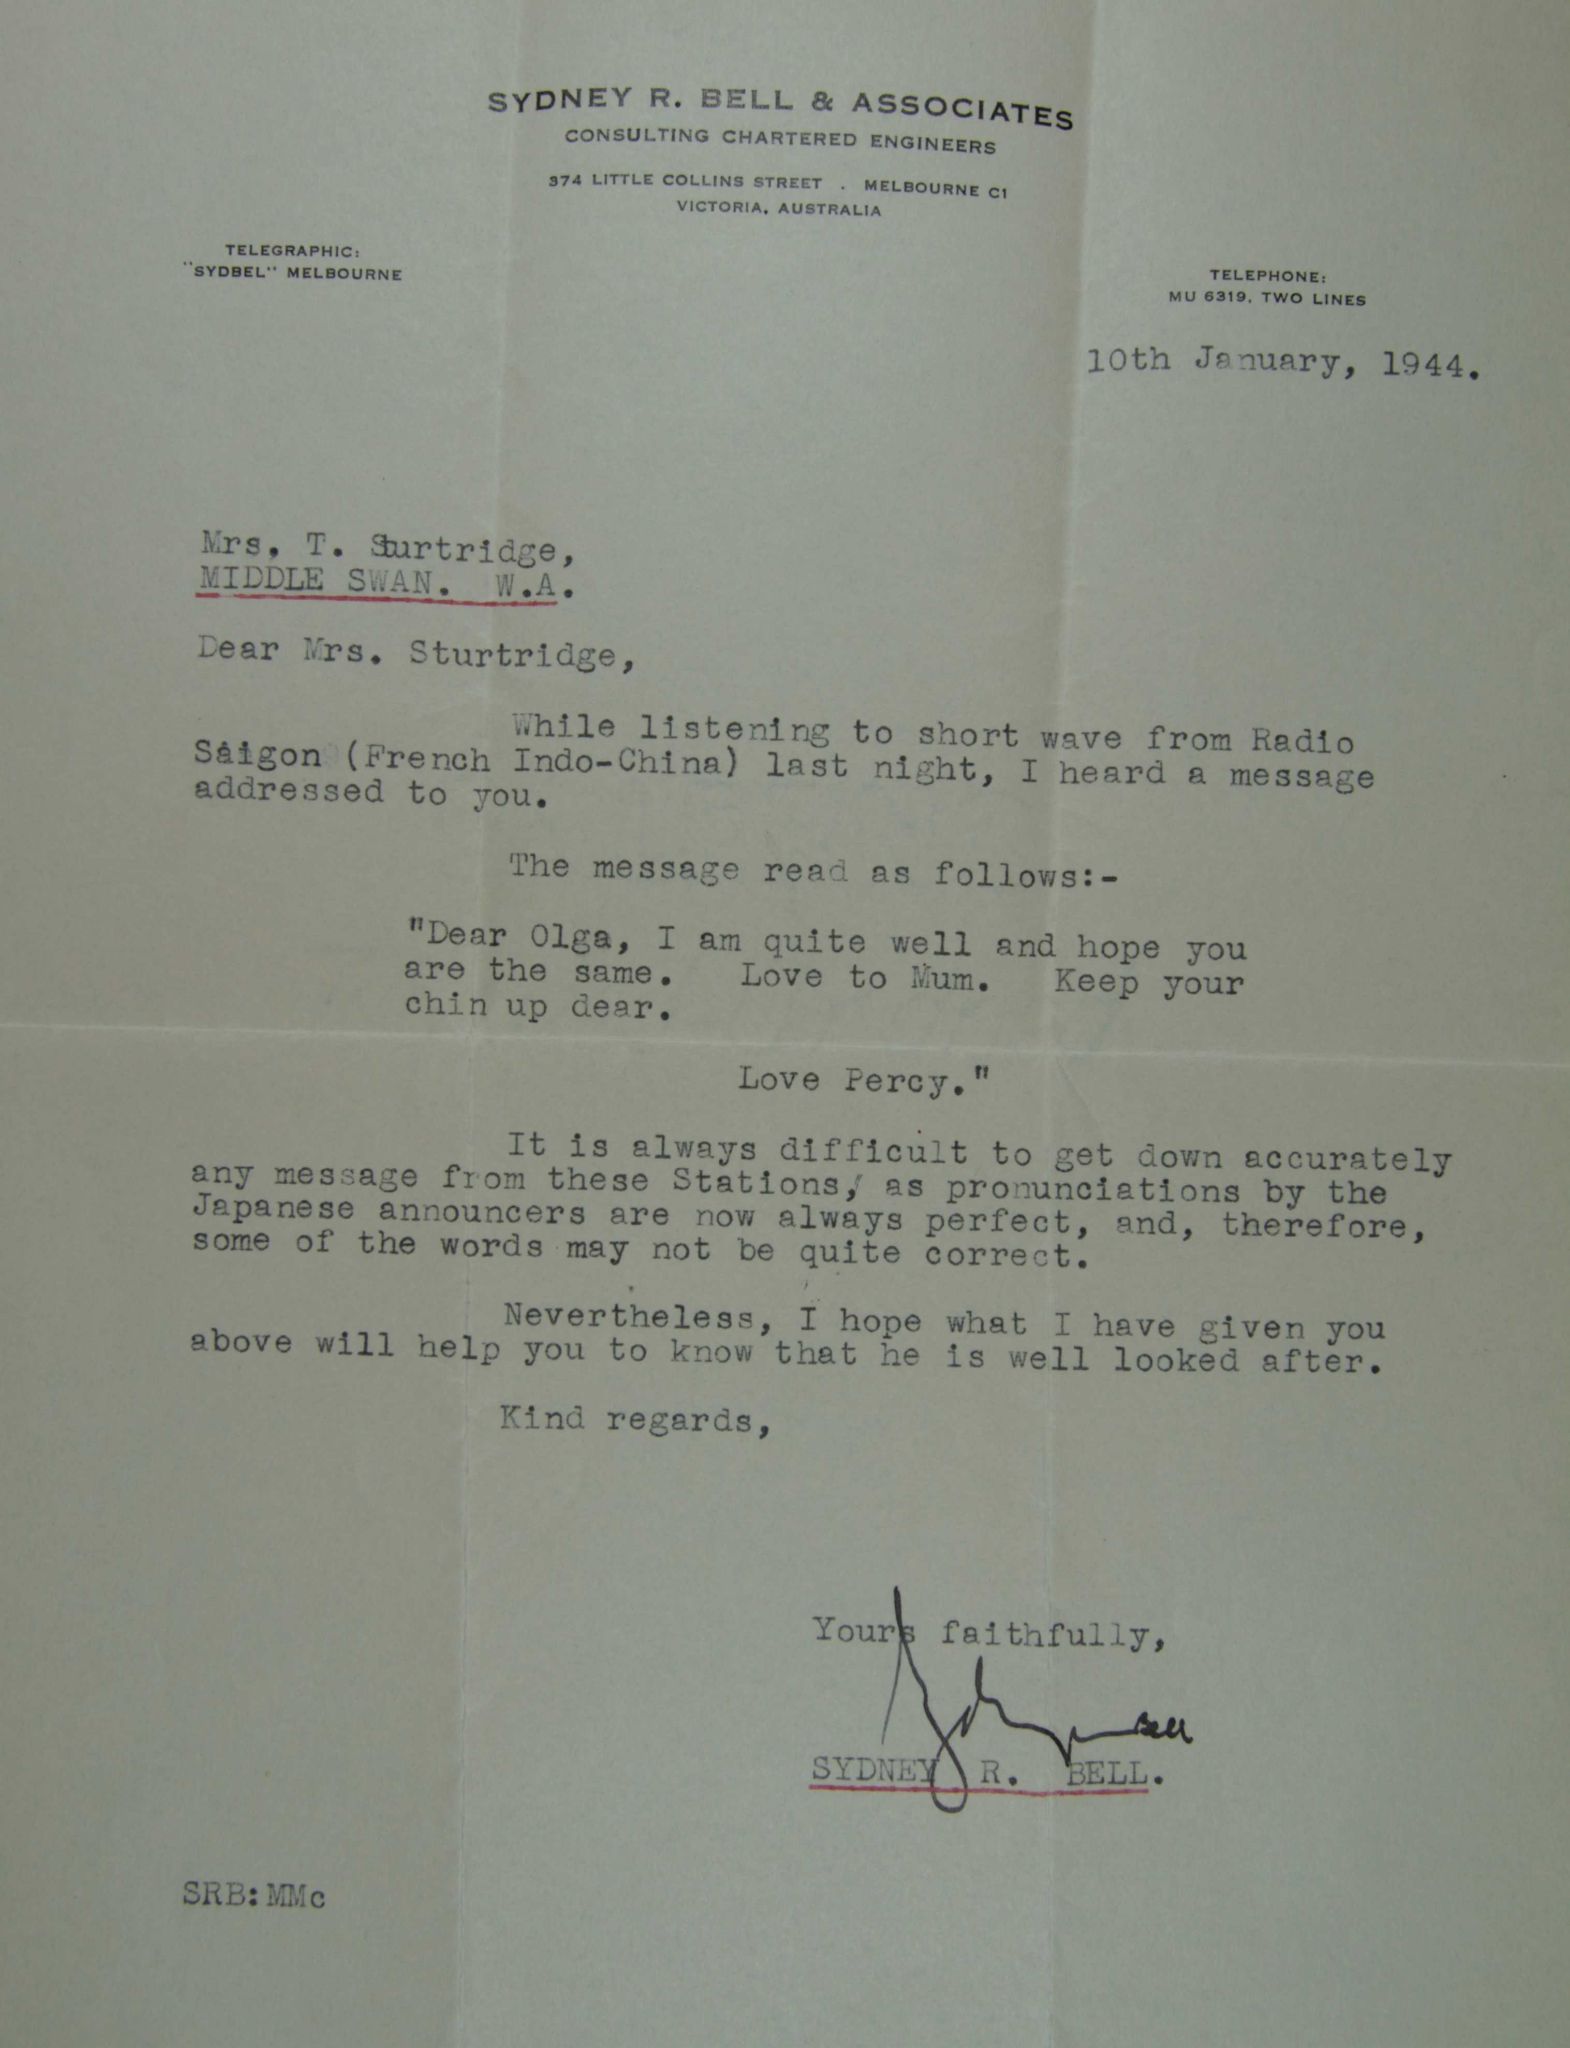 SYDNEY R. BELL & ASSOCIATES
CONSULTING CHARTERED ENGINEERS
374 LITTLE COLLINS STREET . MELBOURNE C1
VICTORIA, AUSTRALIA
TELEGRAPHIC:
"SYDBEL" MELBOURNE
TELEPHONE:
MU 6319, TWO LINES
10th January, 1944.
Mrs. T. Sturtridge,
MIDDLE SWAN. W.A.
Dear Mrs. Sturtridge,
While listening to short wave from Radio
Saigon (French Indo-China) last night, I heard a message
addressed to you.
The message read as follows:-
"Dear Olga, I am quite well and hope you
are the same. Love to Mum. Keep your
chin up dear.
Love Percy."
It is always difficult to get down accurately
any message from these Stations, as pronunciations by the
Japanese announcers are now always perfect, and, therefore,
some of the words may not be quite correct.
Nevertheless, I hope what I have given you
above will help you to know that he is well looked after.
Kind regards,
Yours faithfully,
Sydney Bell
SYDNEY R. BELL.
SRB:MMc